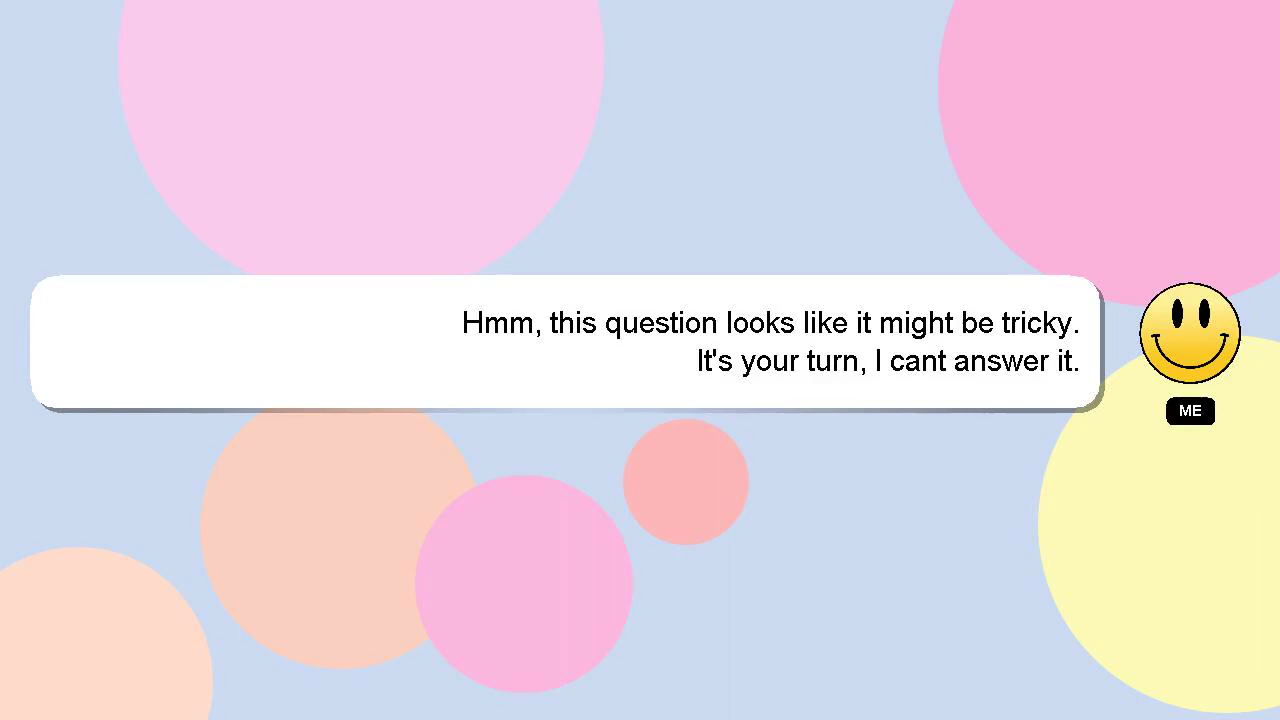 Hmm, this question looks like it might be tricky.
It's your turn, I cant answer it.
ME